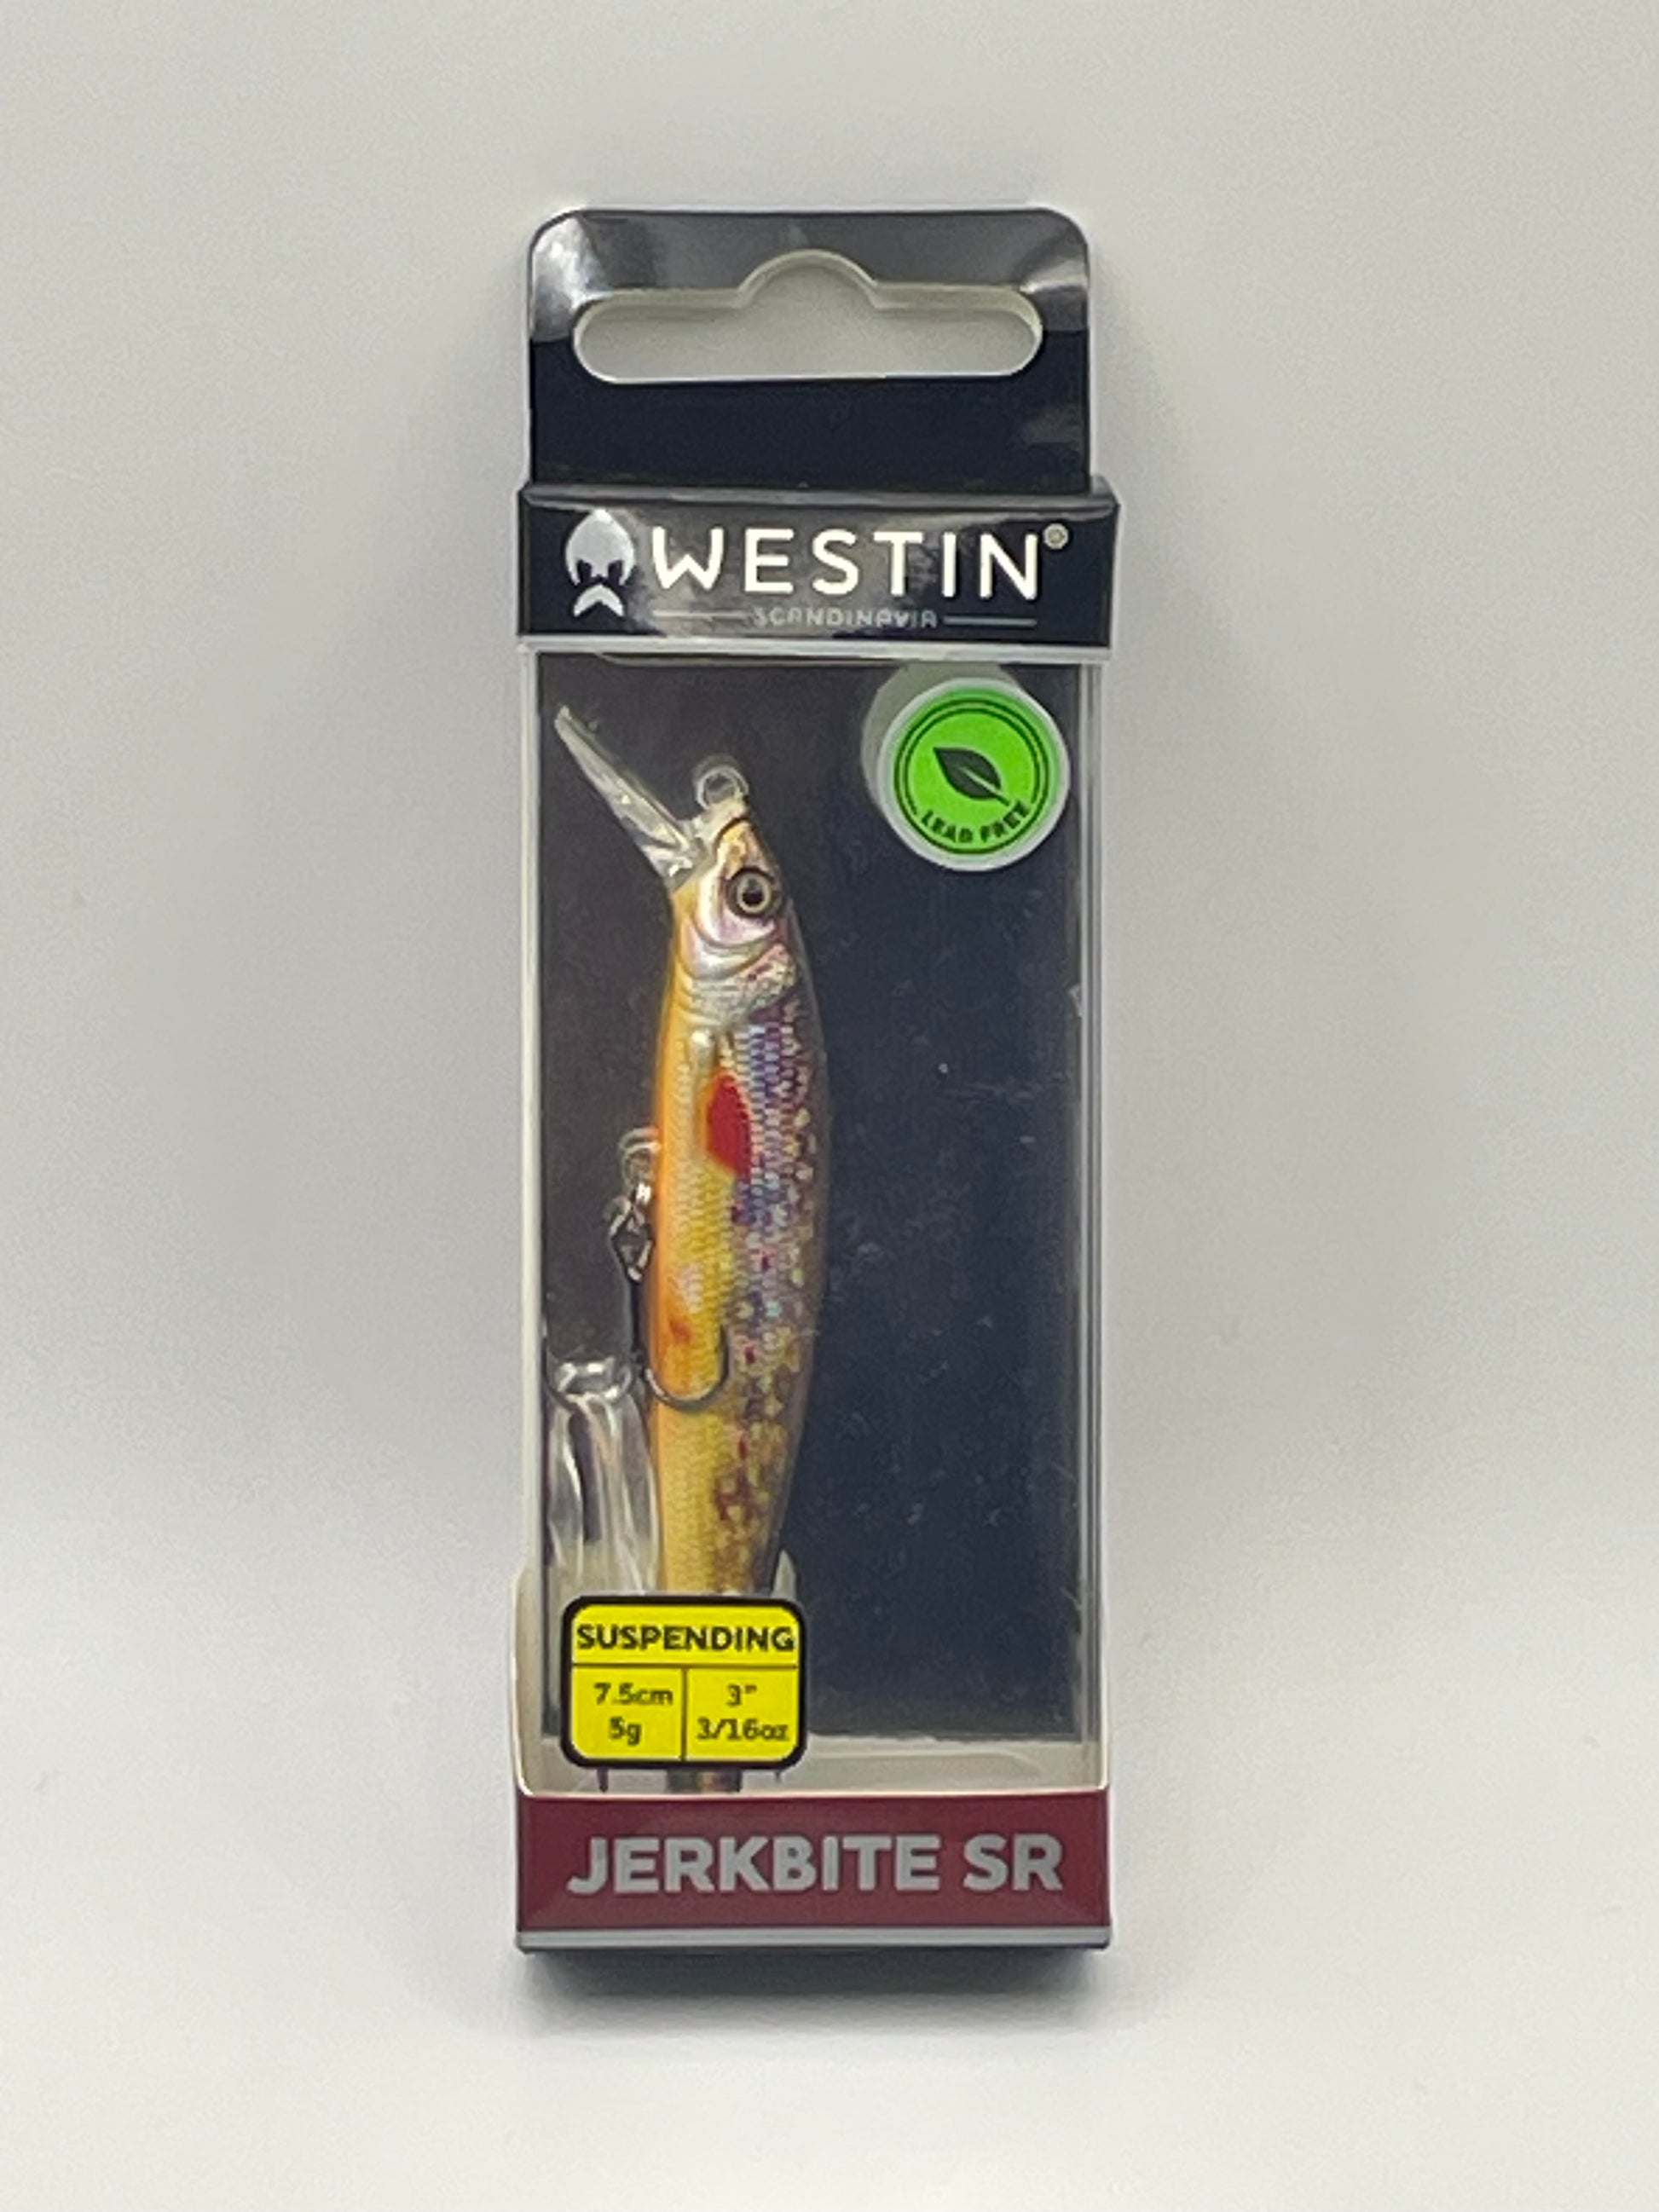 WESTIN®
SCANDINAVIA
LEAD FREE
SUSPENDING
7.5cm 3"
5g 3/16oz
JERKBITE SR